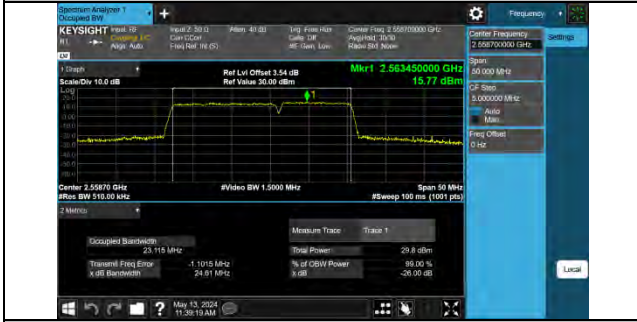 Spectrum Analyzer 1
Occupied BW
Frequency
KEYSIGHT Input: RF
Coupling: DC
Align: Auto
Input Z: 50 Ω
Corr CCorr
Freq Ref: Int (S)
Atten: 40 dB
Trig: Free Run
Gate: Off
#IF Gain: Low
Center Freq: 2.558700000 GHz
Avg|Hold: 10/10
Radio Std: None
Center Frequency
2.558700000 GHz
Settings
Span
50.000 MHz
CF Step
5.000000 MHz
Auto
Man
Freq Offset
0 Hz
1 Graph
Scale/Div 10.0 dB
Ref Lvl Offset 3.54 dB
Ref Value 30.00 dBm
Mkr1 2.563450000 GHz
15.77 dBm
Log
1
Center 2.55870 GHz
#Res BW 510.00 kHz
#Video BW 1.5000 MHz
Span 50 MHz
#Sweep 100 ms (1001 pts)
2 Metrics
Measure Trace Trace 1
Occupied Bandwidth
23.115 MHz
Total Power 29.8 dBm
Transmit Freq Error -1.1015 MHz
% of OBW Power 99.00 %
x dB Bandwidth 24.81 MHz
x dB -26.00 dB
Local
May 13, 2024
11:39:19 AM